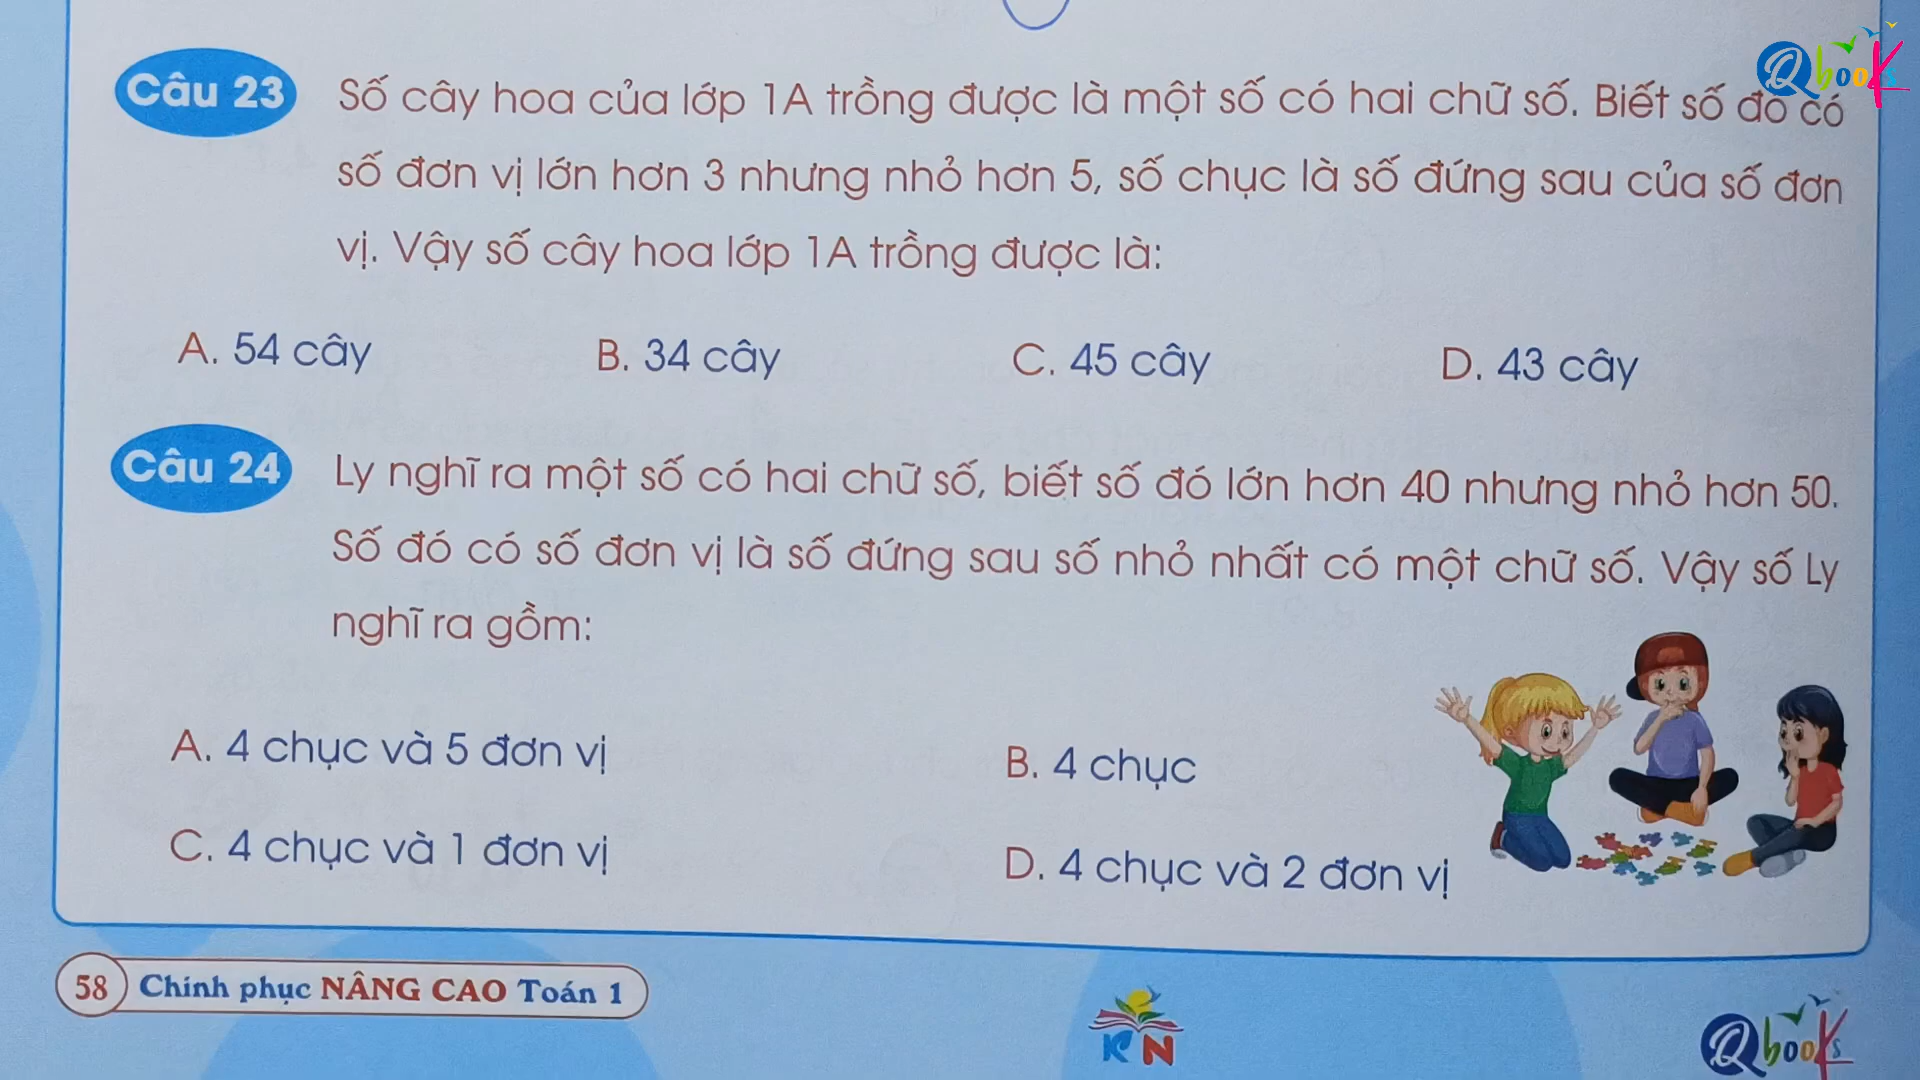 Qbooks
Câu 23 Số cây hoa của lớp 1A trồng được là một số có hai chữ số. Biết số đó có
số đơn vị lớn hơn 3 nhưng nhỏ hơn 5, số chục là số đứng sau của số đơn
vị. Vậy số cây hoa lớp 1A trồng được là:
A. 54 cây B. 34 cây C. 45 cây D. 43 cây
Câu 24 Ly nghĩ ra một số có hai chữ số, biết số đó lớn hơn 40 nhưng nhỏ hơn 50.
Số đó có số đơn vị là số đứng sau số nhỏ nhất có một chữ số. Vậy số Ly
nghĩ ra gồm:
A. 4 chục và 5 đơn vị B. 4 chục
C. 4 chục và 1 đơn vị D. 4 chục và 2 đơn vị
58 Chinh phục NÂNG CAO Toán 1
KN
Qbooks